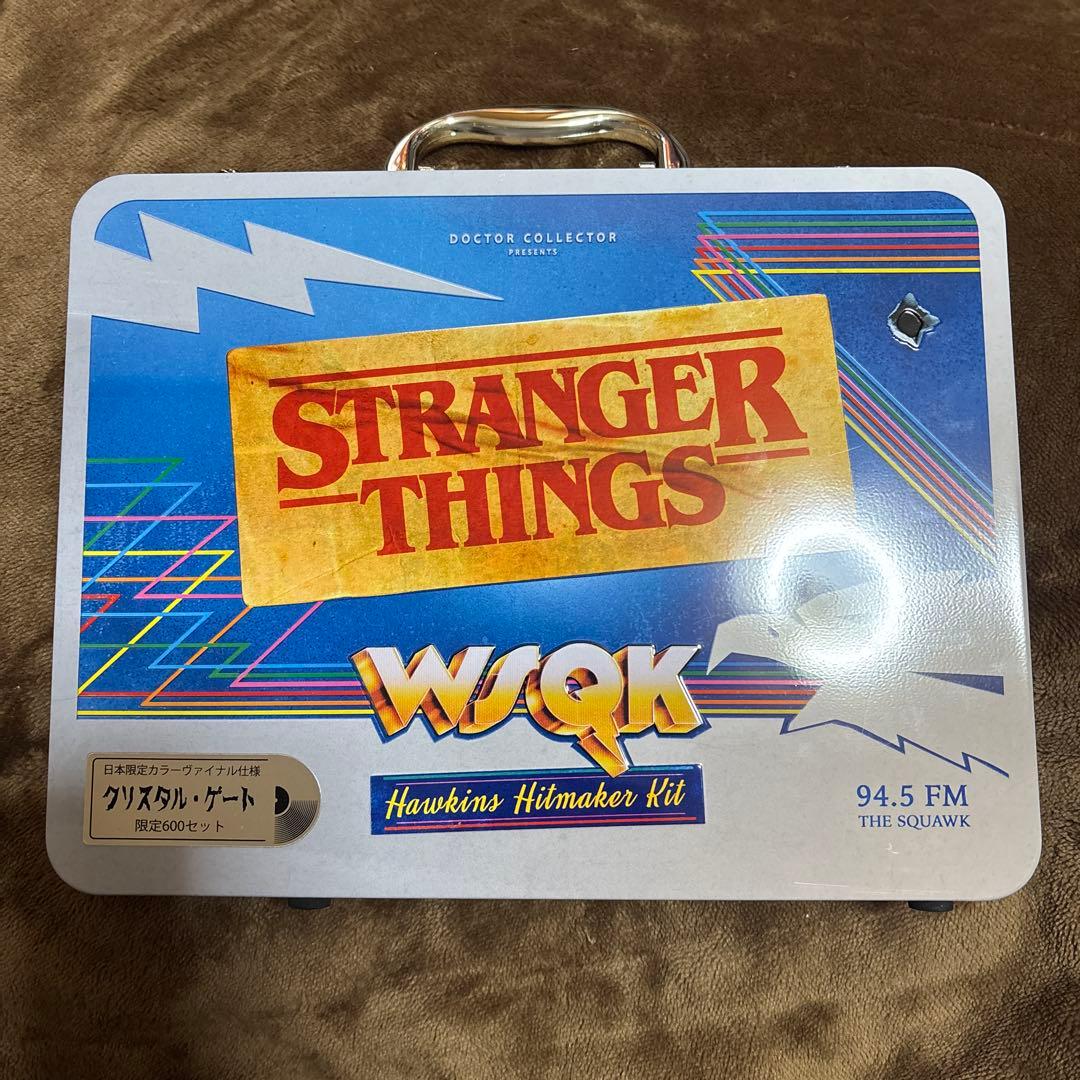 DOCTOR COLLECTOR
PRESENTS
STRANGER
THINGS
WSQK
Hawkins Hitmaker Kit
日本限定カラーヴァイナル仕様
クリスタル・ゲート
限定600セット
94.5 FM
THE SQUAWK